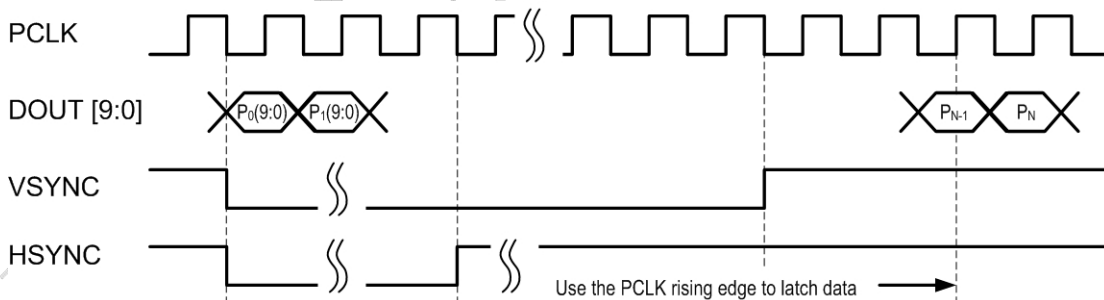 PCLK
DOUT [9:0]
P₀(9:0) P₁(9:0) Pₙ₋₁ Pₙ
VSYNC
HSYNC
Use the PCLK rising edge to latch data